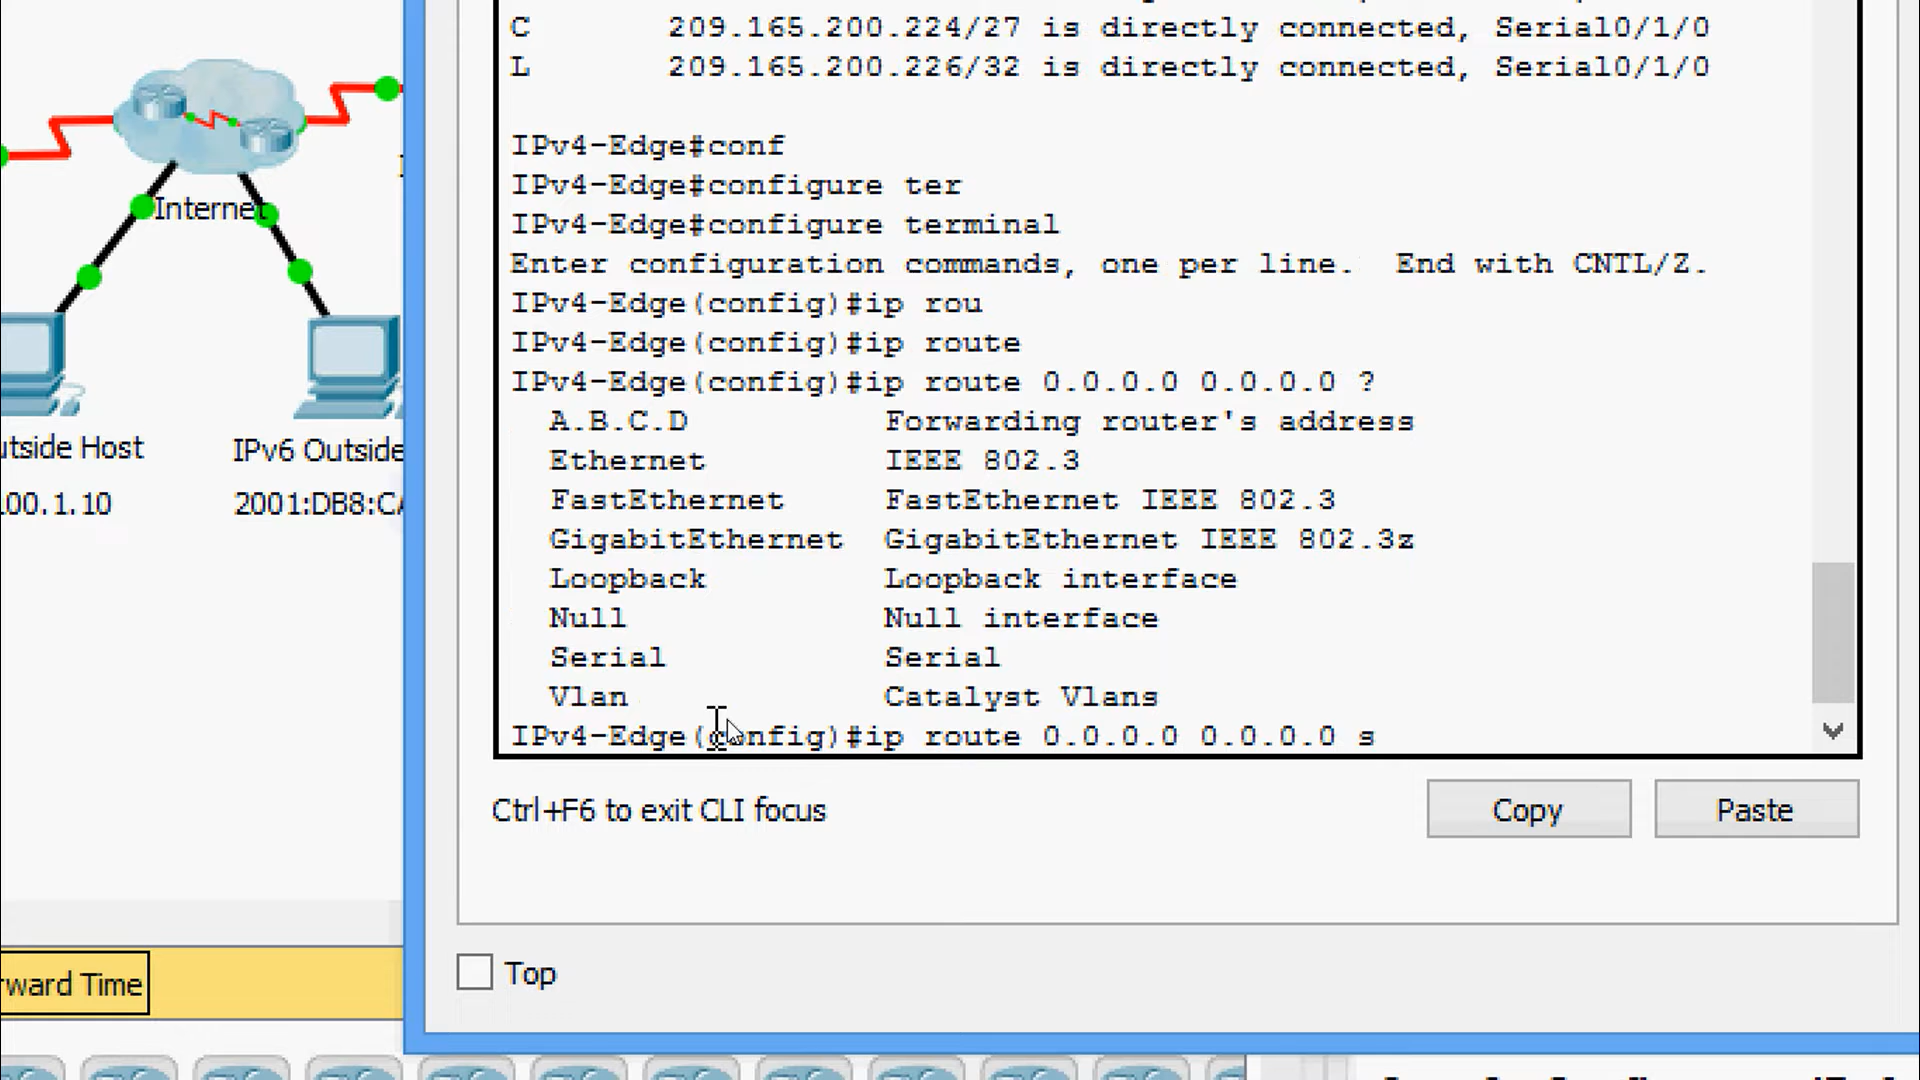 C       209.165.200.224/27 is directly connected, Serial0/1/0
L       209.165.200.226/32 is directly connected, Serial0/1/0
IPv4-Edge#conf
IPv4-Edge#configure ter
IPv4-Edge#configure terminal
Enter configuration commands, one per line.  End with CNTL/Z.
IPv4-Edge(config)#ip rou
IPv4-Edge(config)#ip route
IPv4-Edge(config)#ip route 0.0.0.0 0.0.0.0 ?
A.B.C.D          Forwarding router's address
Ethernet         IEEE 802.3
FastEthernet     FastEthernet IEEE 802.3
GigabitEthernet  GigabitEthernet IEEE 802.3z
Loopback         Loopback interface
Null             Null interface
Serial           Serial
Vlan             Catalyst Vlans
IPv4-Edge(config)#ip route 0.0.0.0 0.0.0.0 s
Ctrl+F6 to exit CLI focus
Copy
Paste
Top
Internet
utside Host
00.1.10
IPv6 Outside
2001:DB8:CA
ward Time